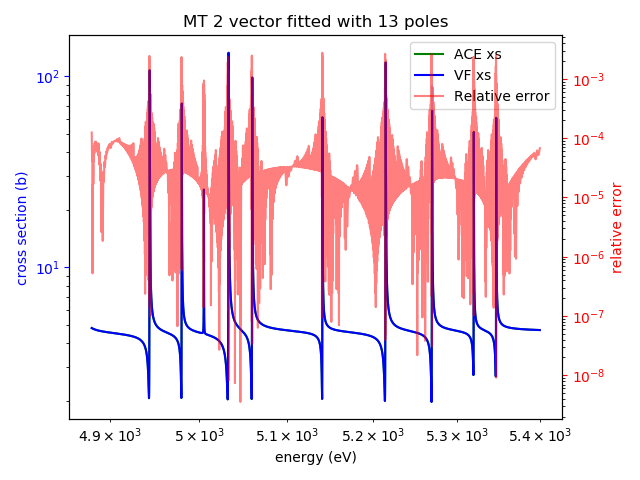 MT 2 vector fitted with 13 poles
ACE xs
VF xs
Relative error
10²
10¹
cross section (b)
10⁻³
10⁻⁴
10⁻⁵
10⁻⁶
10⁻⁷
10⁻⁸
relative error
4.9 × 10³ 5 × 10³ 5.1 × 10³ 5.2 × 10³ 5.3 × 10³ 5.4 × 10³
energy (eV)